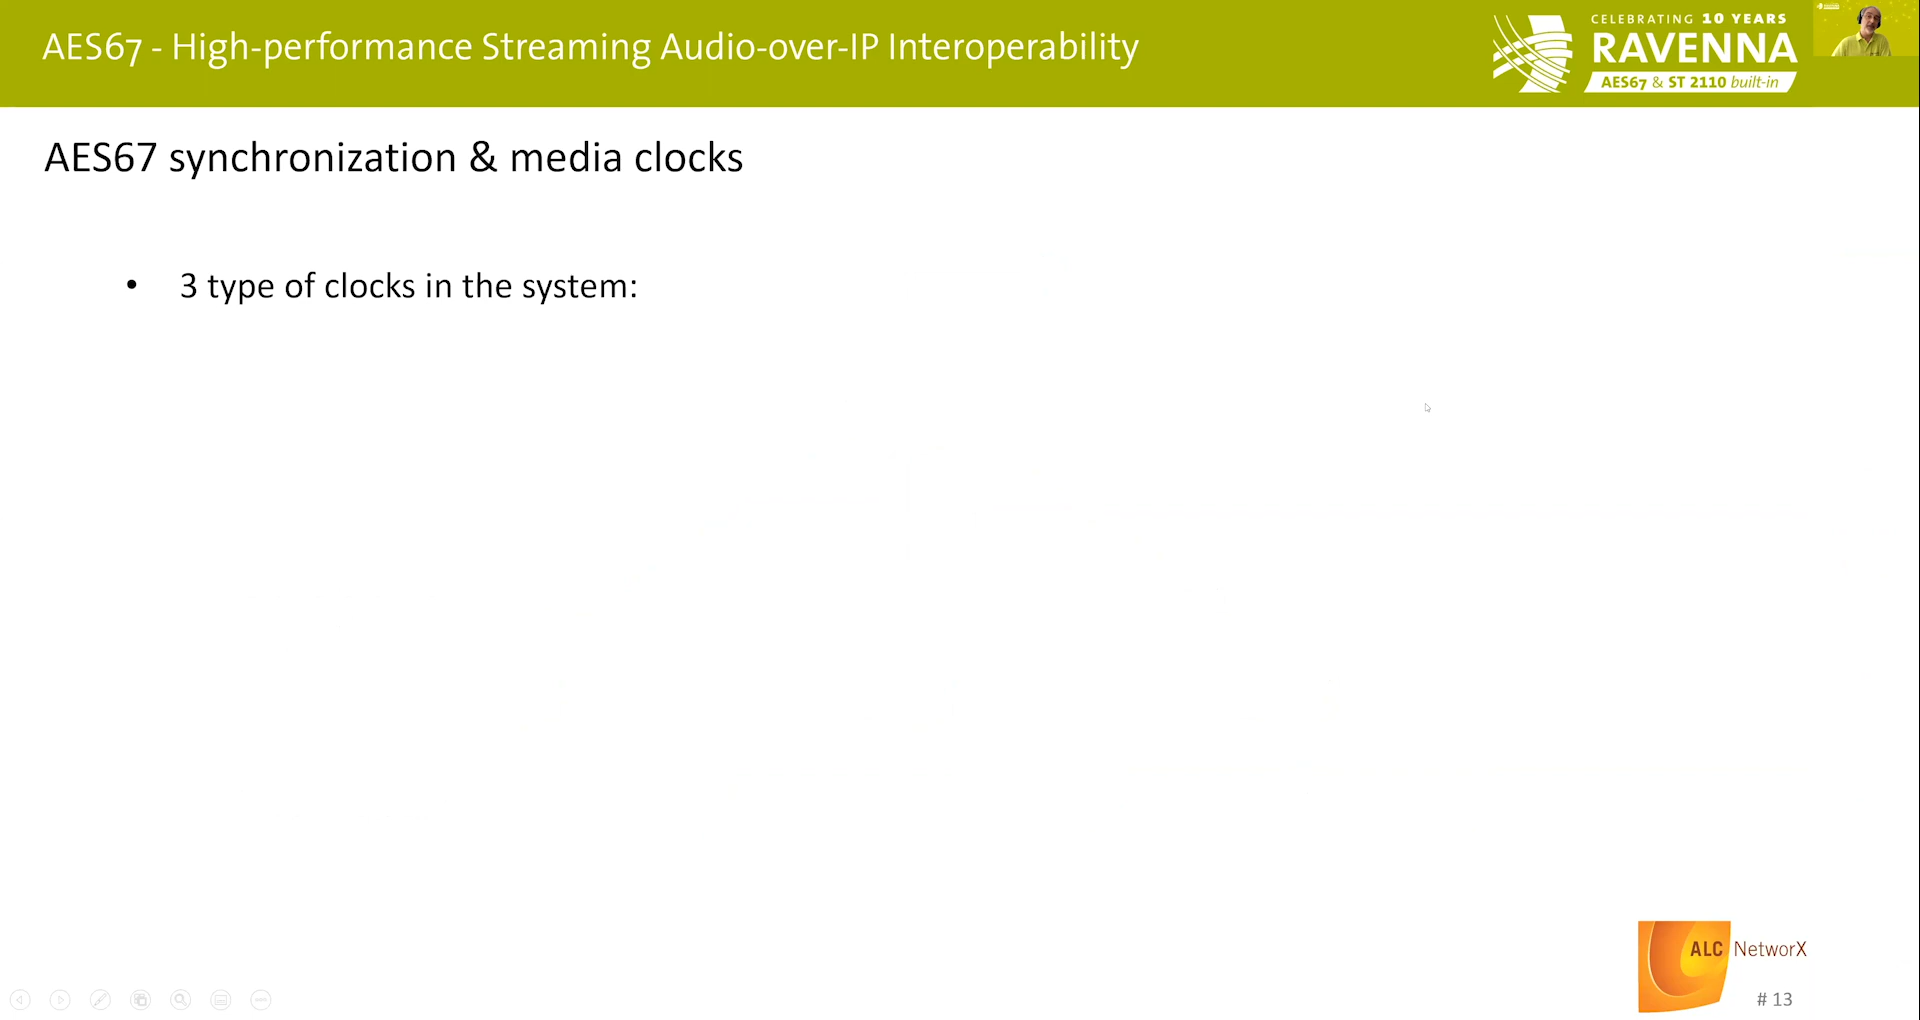 AES67 - High-performance Streaming Audio-over-IP Interoperability
CELEBRATING 10 YEARS
RAVENNA
AES67 & ST 2110 built-in
AES67 synchronization & media clocks
• 3 type of clocks in the system:
ALC NetworX
# 13